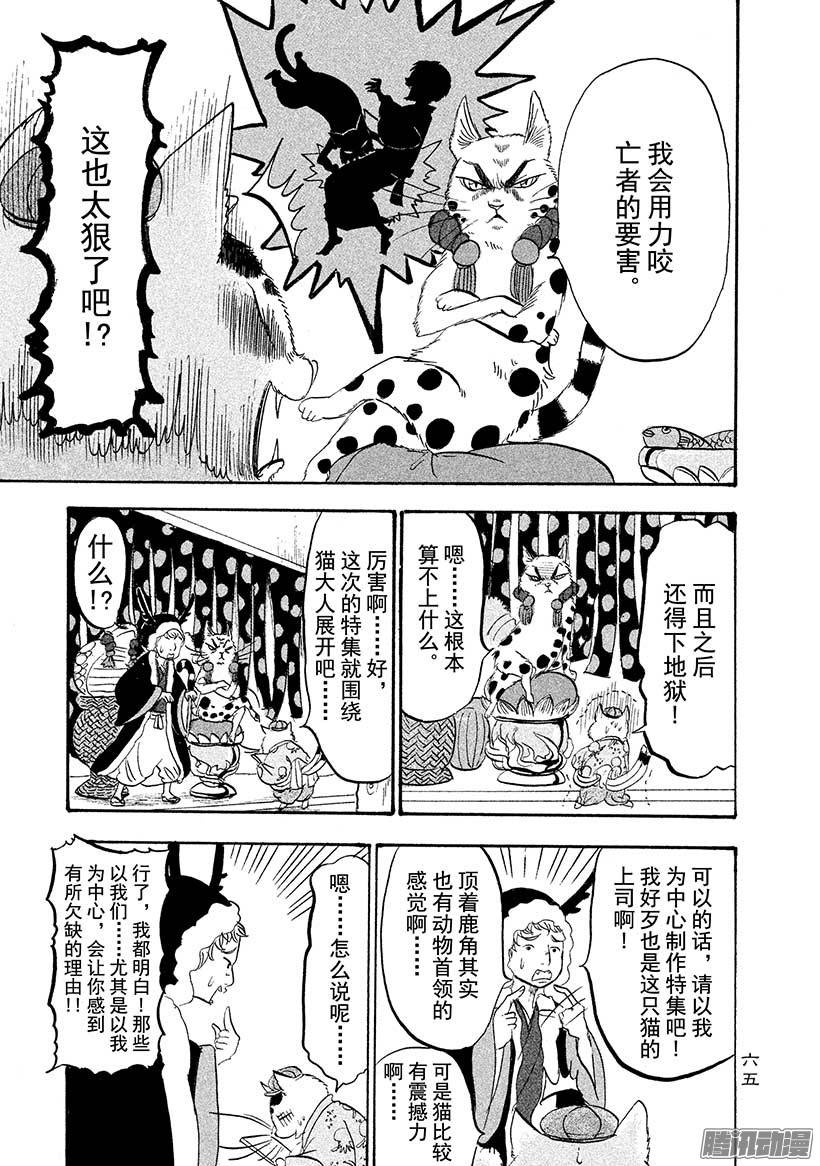 我会用力咬
亡者的要害。
这也太狠了吧!?
而且之后
还得下地狱！
嗯……这根本
算不上什么。
厉害啊……好，
这次的特集就围绕
猫大人展开吧……
什么!?
可以的话，请以我
为中心制作特集吧！
我好歹也是这只猫的
上司啊！
顶着鹿角其实
也有动物首领的
感觉啊……
可是猫比较
有震撼力
啊……
嗯……怎么说呢……
行了，我都明白！那些
以我们……尤其是以我
为中心，会让你感到
有所欠缺的理由!!
六五
腾讯动漫